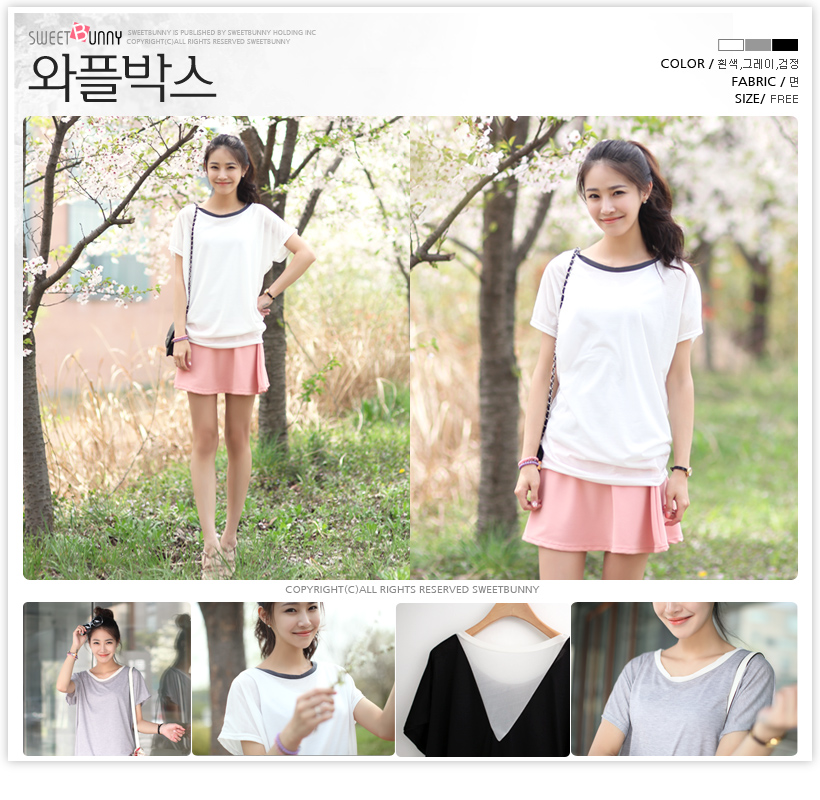 SWEETBUNNY
SWEETBUNNY IS PUBLISHED BY SWEETBUNNY HOLDING INC
COPYRIGHT(C)ALL RIGHTS RESERVED SWEETBUNNY
와플박스
COLOR / 흰색,그레이,검정
FABRIC / 면
SIZE/ FREE
COPYRIGHT(C)ALL RIGHTS RESERVED SWEETBUNNY